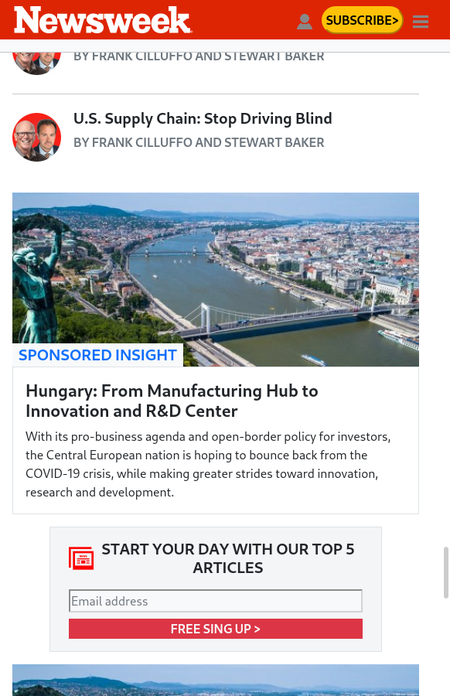 Newsweek
SUBSCRIBE>
BY FRANK CILLUFFO AND STEWART BAKER
U.S. Supply Chain: Stop Driving Blind
BY FRANK CILLUFFO AND STEWART BAKER
SPONSORED INSIGHT
Hungary: From Manufacturing Hub to
Innovation and R&D Center
With its pro-business agenda and open-border policy for investors,
the Central European nation is hoping to bounce back from the
COVID-19 crisis, while making greater strides toward innovation,
research and development.
START YOUR DAY WITH OUR TOP 5
ARTICLES
Email address
FREE SING UP >